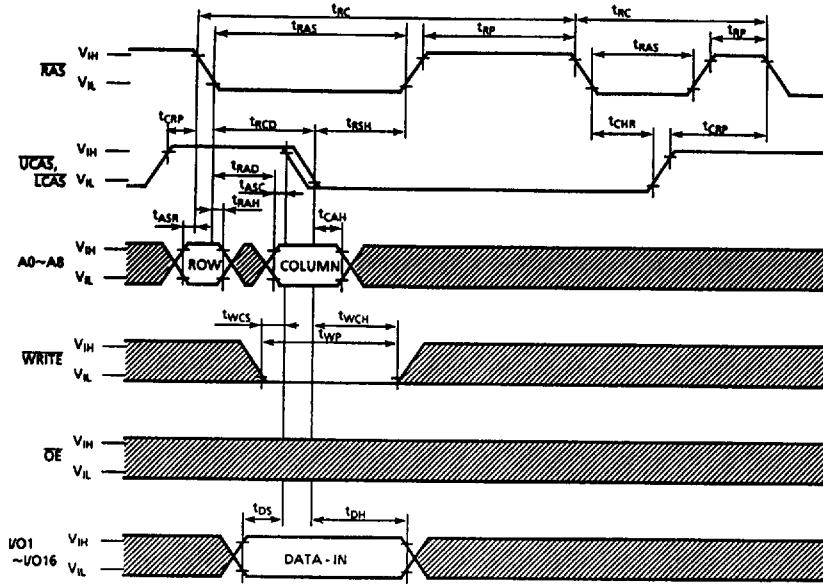 tRC tRC
tRAS tRP tRAS tRP
VIH
RAS
VIL
tCRP tRCD tRSH tCHR tCRP
VIH
UCAS,
LCAS
VIL
tRAD
tASC
tASR tRAH tCAH
VIH
A0~A8 ROW COLUMN
VIL
tWCS tWCH
tWP
VIH
WRITE
VIL
VIH
OE
VIL
tDS tDH
I/O1 VIH
~I/O16 DATA-IN
VIL